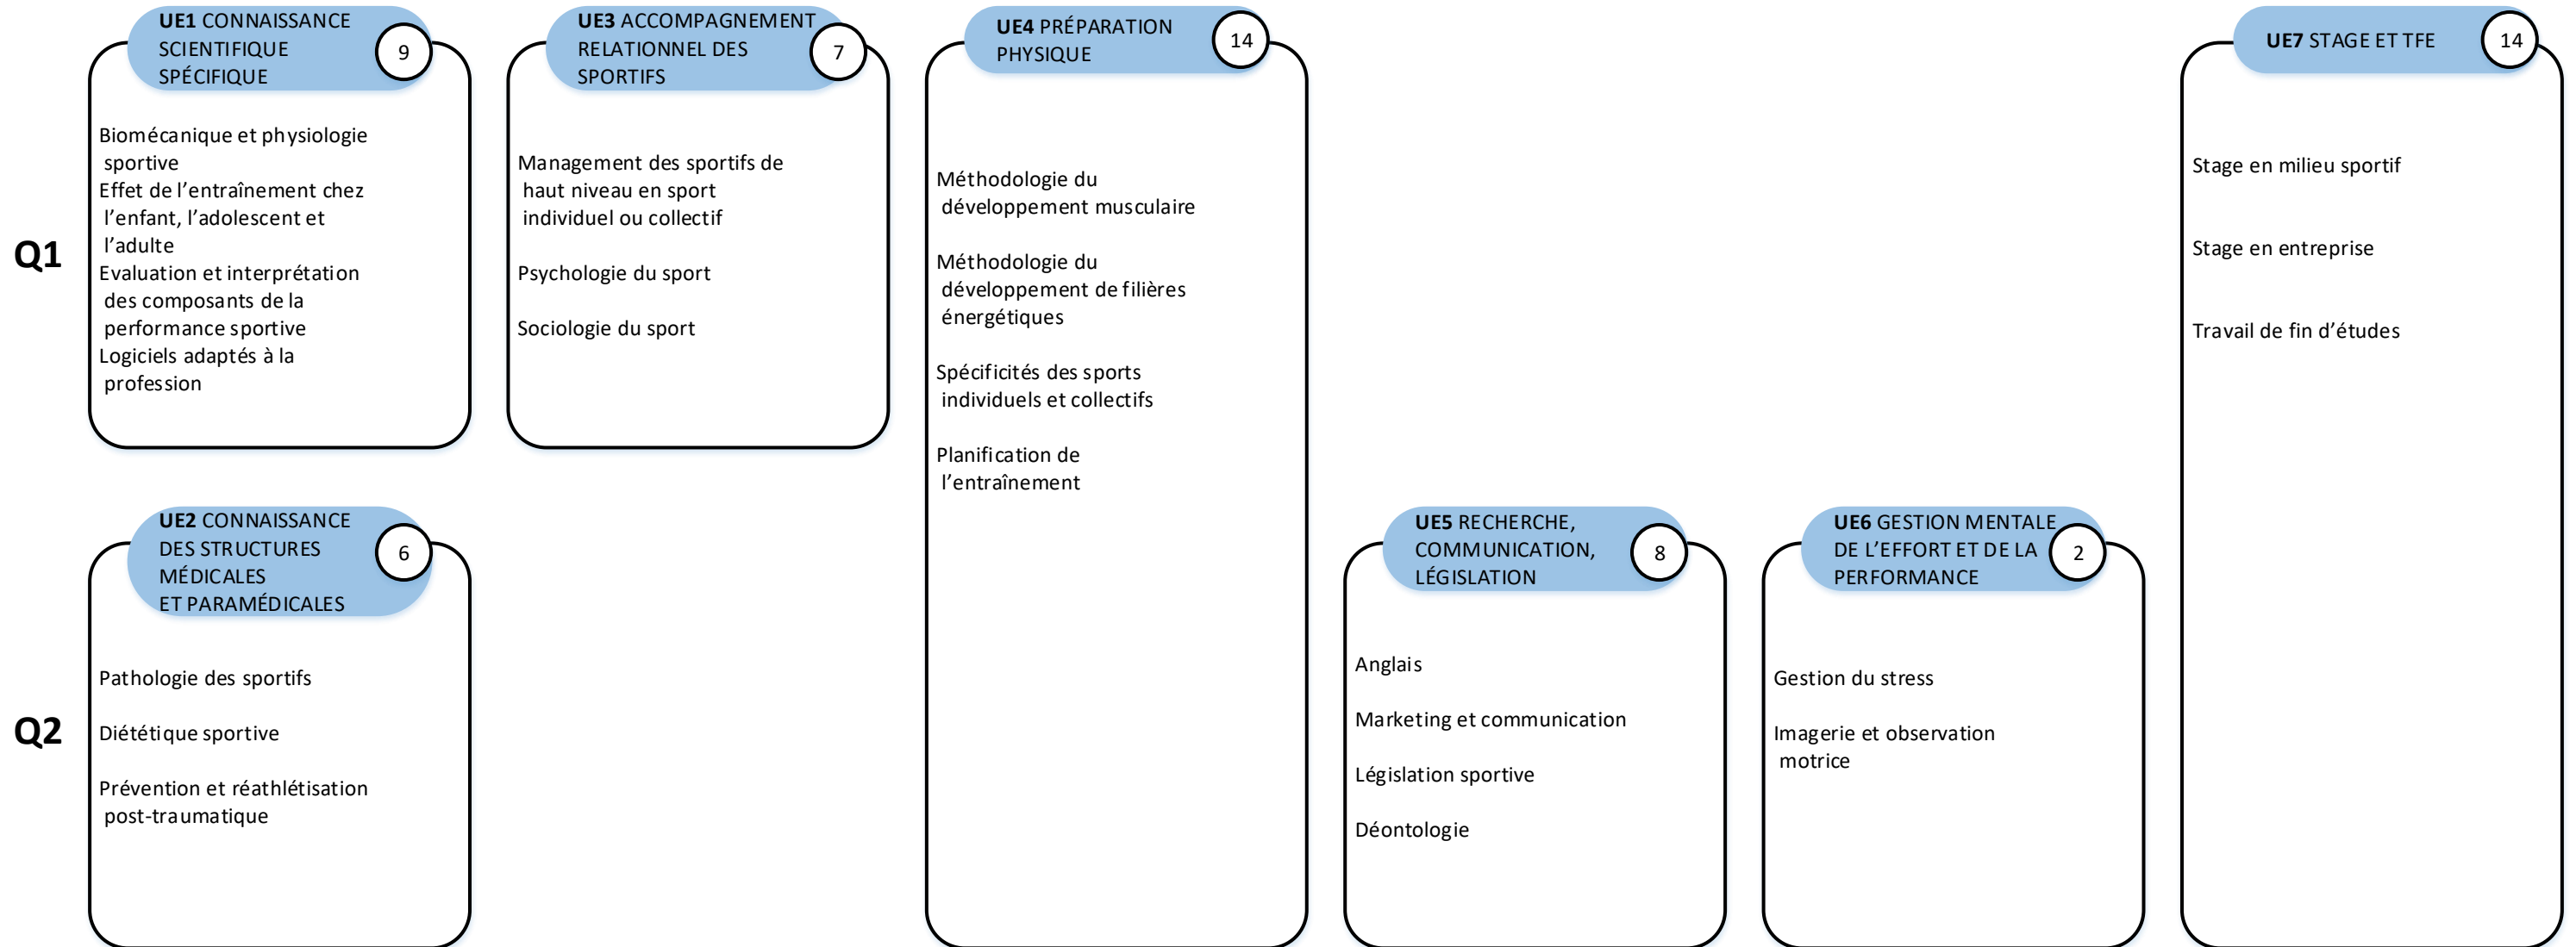 Q1
UE1 CONNAISSANCE
SCIENTIFIQUE
SPÉCIFIQUE
9
Biomécanique et physiologie
sportive
Effet de l’entraînement chez
l’enfant, l’adolescent et
l’adulte
Evaluation et interprétation
des composants de la
performance sportive
Logiciels adaptés à la
profession
UE3 ACCOMPAGNEMENT
RELATIONNEL DES
SPORTIFS
7
Management des sportifs de
haut niveau en sport
individuel ou collectif
Psychologie du sport
Sociologie du sport
UE4 PRÉPARATION
PHYSIQUE
14
Méthodologie du
développement musculaire
Méthodologie du
développement de filières
énergétiques
Spécificités des sports
individuels et collectifs
Planification de
l’entraînement
UE7 STAGE ET TFE
14
Stage en milieu sportif
Stage en entreprise
Travail de fin d’études
Q2
UE2 CONNAISSANCE
DES STRUCTURES
MÉDICALES
ET PARAMÉDICALES
6
Pathologie des sportifs
Diététique sportive
Prévention et réathlétisation
post-traumatique
UE5 RECHERCHE,
COMMUNICATION,
LÉGISLATION
8
Anglais
Marketing et communication
Législation sportive
Déontologie
UE6 GESTION MENTALE
DE L’EFFORT ET DE LA
PERFORMANCE
2
Gestion du stress
Imagerie et observation
motrice